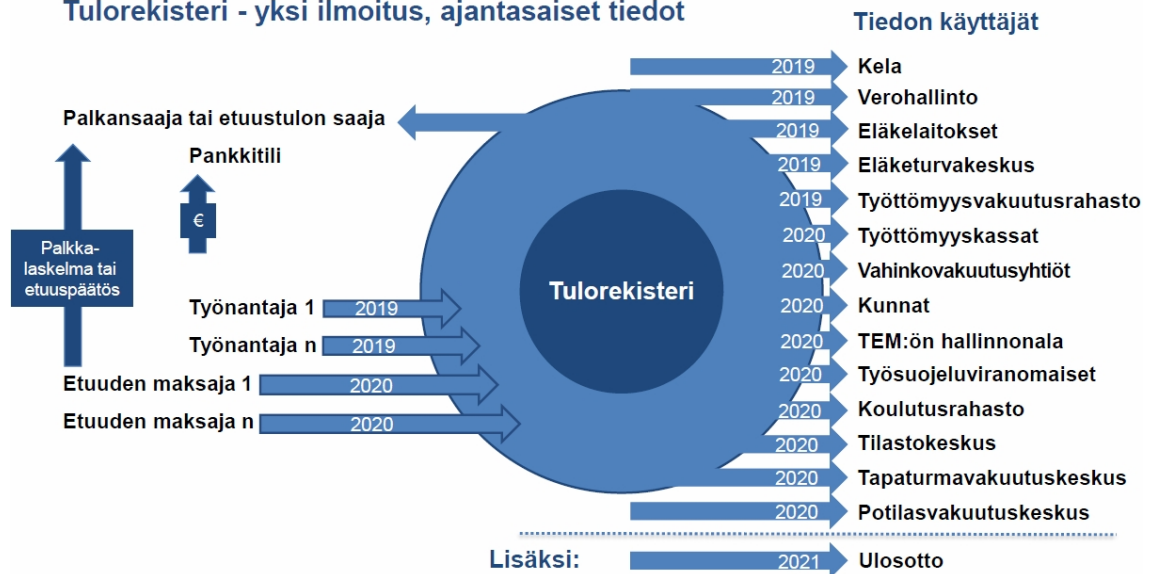 Tulorekisteri - yksi ilmoitus, ajantasaiset tiedot
Tiedon käyttäjät
Palkansaaja tai etuustulon saaja
Pankkitili
€
Palkka-
laskelma tai
etuuspäätös
Työnantaja 1 2019
Työnantaja n 2019
Etuuden maksaja 1 2020
Etuuden maksaja n 2020
Tulorekisteri
2019 Kela
2019 Verohallinto
2019 Eläkelaitokset
2019 Eläketurvakeskus
2019 Työttömyysvakuutusrahasto
2020 Työttömyyskassat
2020 Vahinkovakuutusyhtiöt
2020 Kunnat
2020 TEM:ön hallinnonala
2020 Työsuojeluviranomaiset
2020 Koulutusrahasto
2020 Tilastokeskus
2020 Tapaturmavakuutuskeskus
2020 Potilasvakuutuskeskus
Lisäksi: 2021 Ulosotto